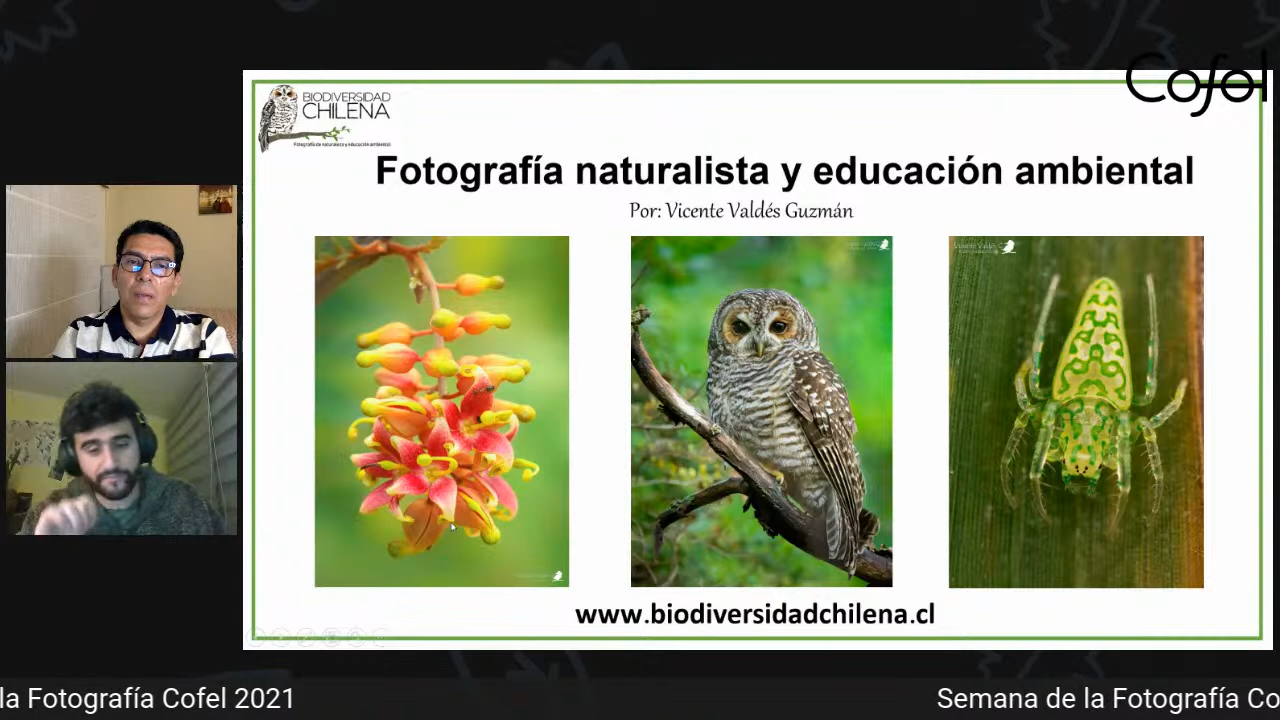 Cofol
BIODIVERSIDAD
CHILENA
Fotografía de naturaleza y educación ambiental
Fotografía naturalista y educación ambiental
Por: Vicente Valdés Guzmán
www.biodiversidadchilena.cl
la Fotografía Cofel 2021
Semana de la Fotografía Co